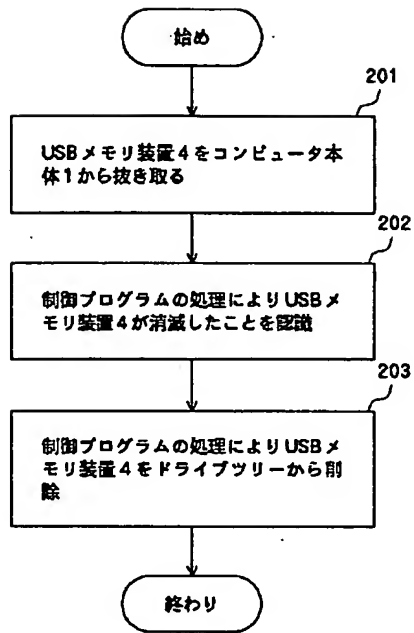 始め
201
USBメモリ装置4をコンピュータ本
体1から抜き取る
202
制御プログラムの処理によりUSBメ
モリ装置4が消滅したことを認識
203
制御プログラムの処理によりUSBメ
モリ装置4をドライブツリーから削
除
終わり